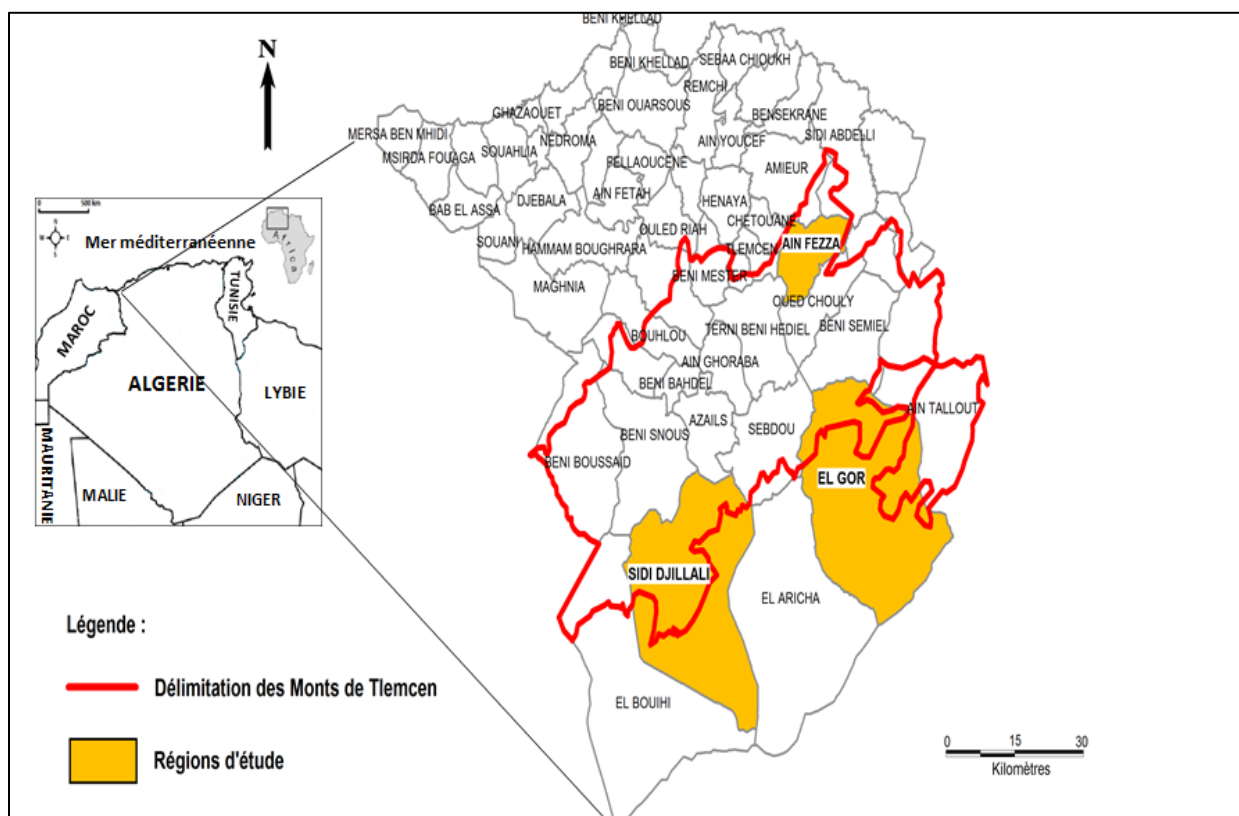 BENI KHELLAD
N
BENI KHELLAD
SEBAA CHIOUKH
REMCHI
BENI OUARSOUS
GHAZAOUET
BENSEKRANE
MERSA BEN MHIDI
NEDROMA
SIDI ABDELLI
SOUAHLIA
AIN YOUCEF
MSIRDA FOUAGA
FELLAOUCENE
AMIEUR
AIN FETAH
DJEBALA
HENAYA
BAB EL ASSA
CHETOUANE
OULED RIAH
SOUANI
HAMMAM BOUGHRARA
TLEMCEN
AIN FEZZA
BENI MESTER
MAGHNIA
OUED CHOULY
TERNI BENI HEDIEL
BENI SEMIEL
BOUHLOU
AIN GHORABA
BENI BAHDEL
AZAILS
AIN TALLOUT
BENI SNOUS
SEBDOU
BENI BOUSSAID
EL GOR
SIDI DJILLALI
EL ARICHA
EL BOUIHI
0 500 km
N
W E
S
Africa
Mer méditerranéenne
TUNISIE
MAROC
ALGERIE
LYBIE
MAURITANIE
MALIE
NIGER
Légende :
Délimitation des Monts de Tlemcen
Régions d'étude
0 15 30
Kilomètres